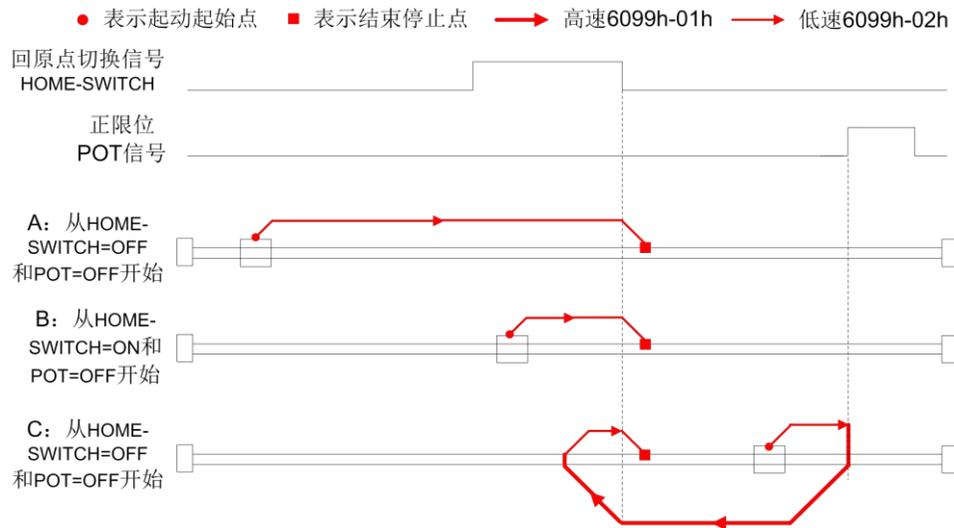 表示起动起始点 表示结束停止点 高速6099h-01h 低速6099h-02h
回原点切换信号
HOME-SWITCH
正限位
POT信号
A：从HOME-
SWITCH=OFF
和POT=OFF开始
B：从HOME-
SWITCH=ON和
POT=OFF开始
C：从HOME-
SWITCH=OFF
和POT=OFF开始